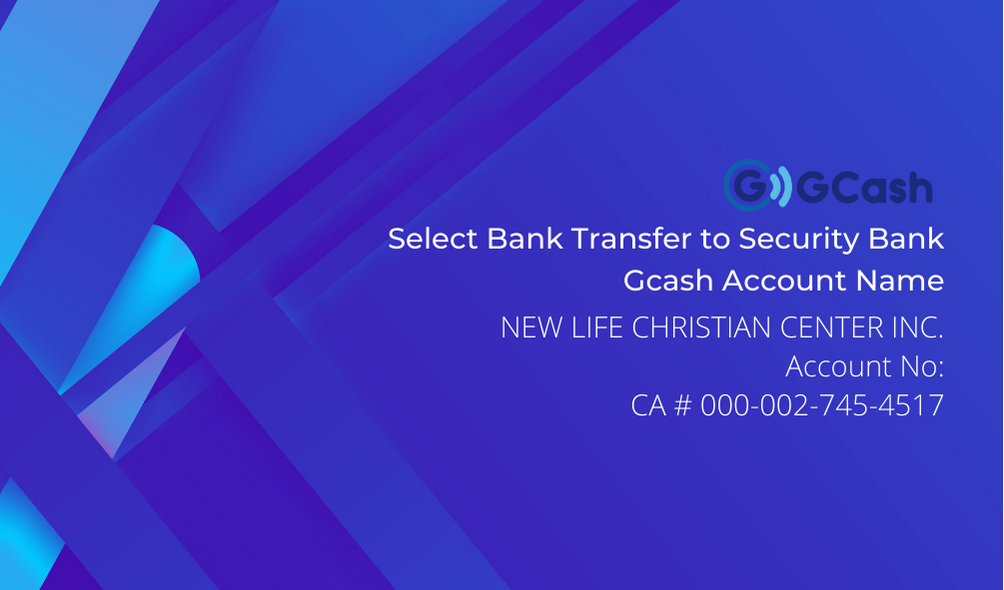 GCash
Select Bank Transfer to Security Bank
Gcash Account Name
NEW LIFE CHRISTIAN CENTER INC.
Account No:
CA # 000-002-745-4517